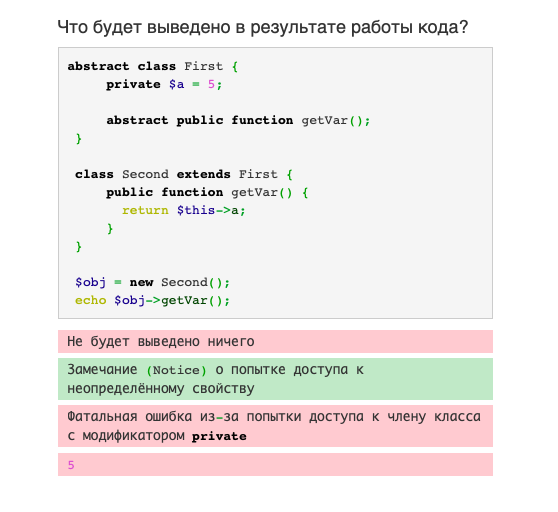 Что будет выведено в результате работы кода?
abstract class First {
private $a = 5;
abstract public function getVar();
}
class Second extends First {
public function getVar() {
return $this->a;
}
}
$obj = new Second();
echo $obj->getVar();
Не будет выведено ничего
Замечание (Notice) о попытке доступа к
неопределённому свойству
Фатальная ошибка из-за попытки доступа к члену класса
с модификатором private
5